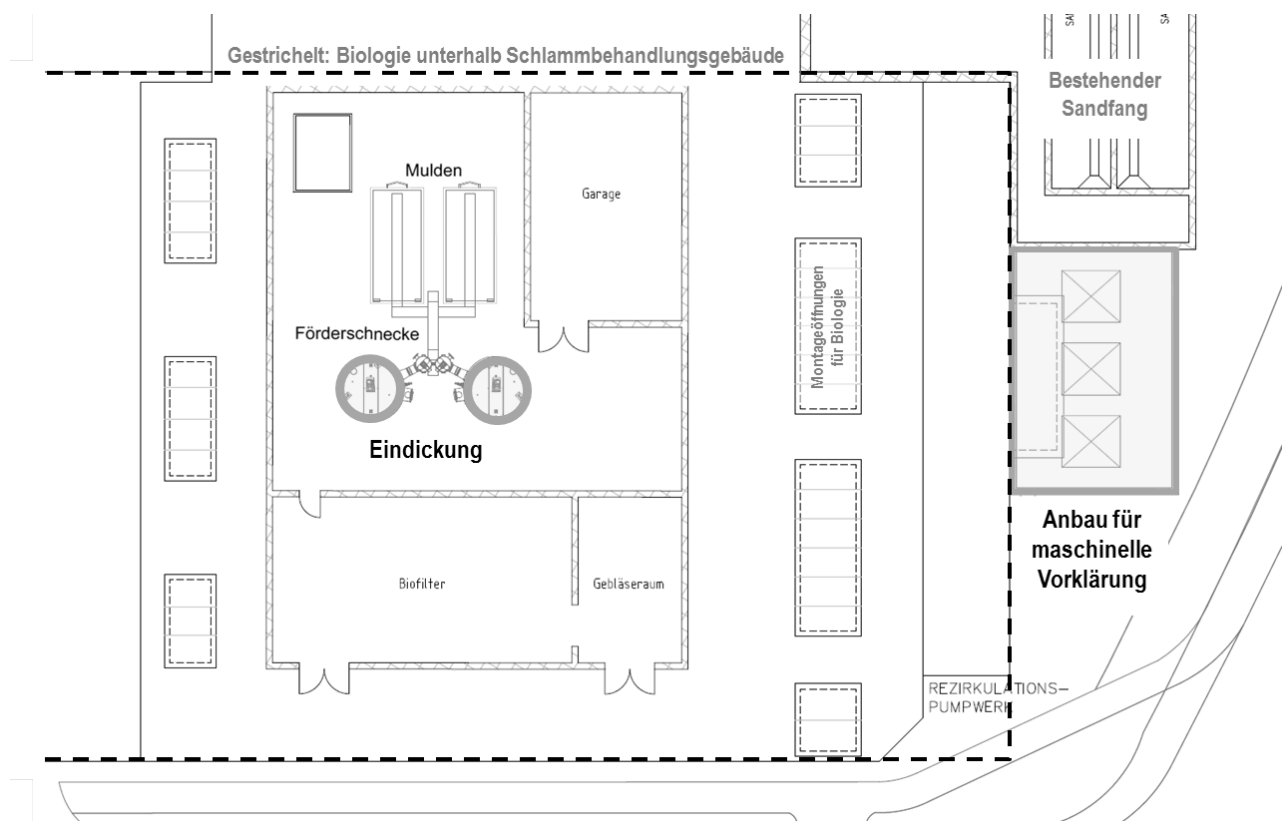 Gestrichelt: Biologie unterhalb Schlammbehandlungsgebäude
Bestehender
Sandfang
Mulden
Garage
Montageöffnungen
für Biologie
Förderschnecke
Eindickung
Anbau für
maschinelle
Vorklärung
Biofilter
Gebläseraum
REZIRKULATIONS-
PUMPWERK